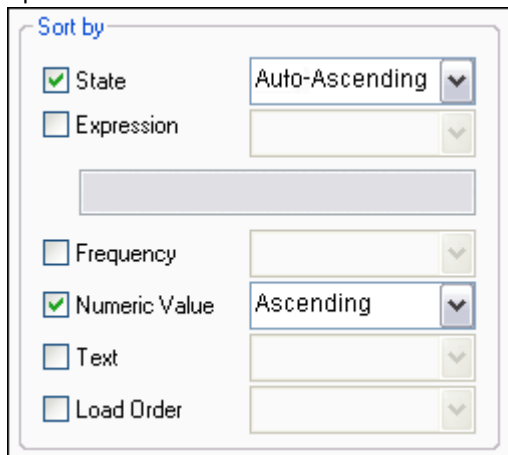 Sort by
State Auto-Ascending
Expression
Frequency
Numeric Value Ascending
Text
Load Order